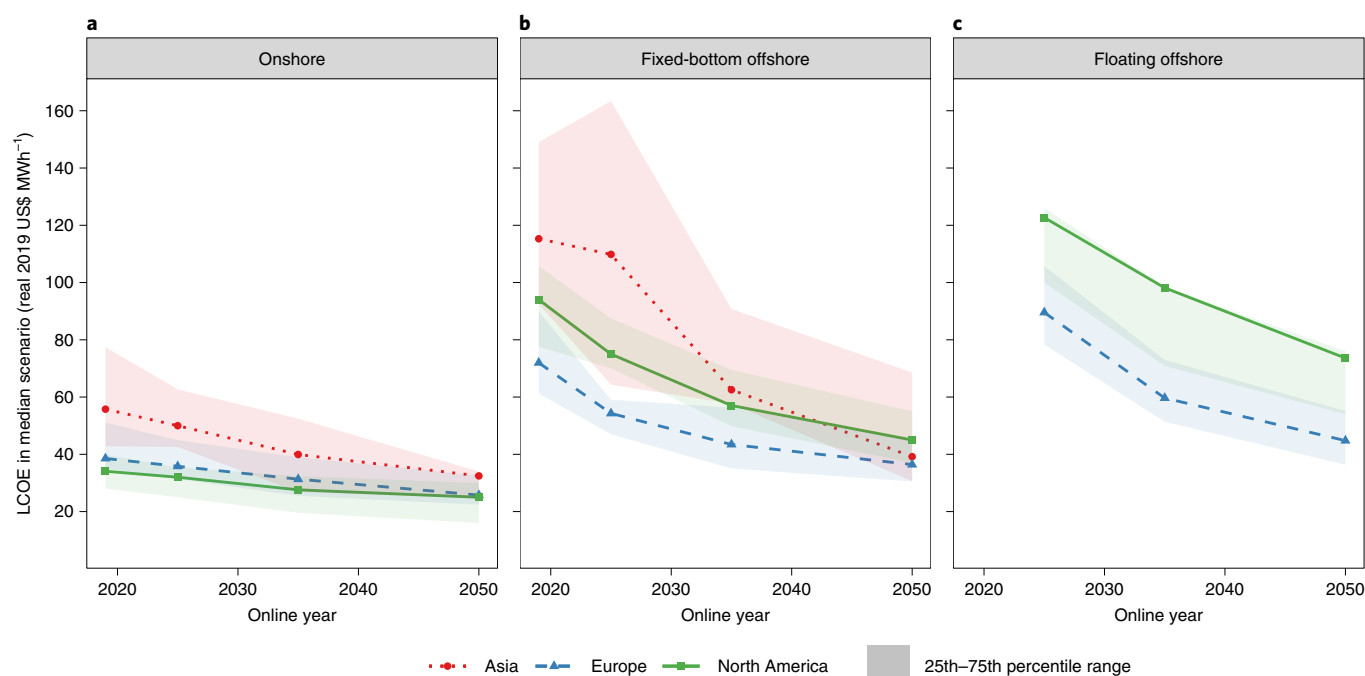 a
b
c
Onshore
Fixed-bottom offshore
Floating offshore
LCOE in median scenario (real 2019 US$ MWh⁻¹)
160
140
120
100
80
60
40
20
2020 2030 2040 2050
2020 2030 2040 2050
2020 2030 2040 2050
Online year
Online year
Online year
Asia Europe North America 25th–75th percentile range